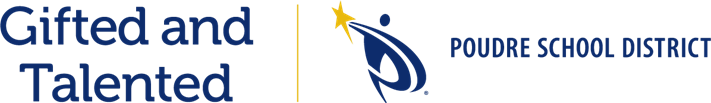 Gifted and
Talented
POUDRE SCHOOL DISTRICT
®